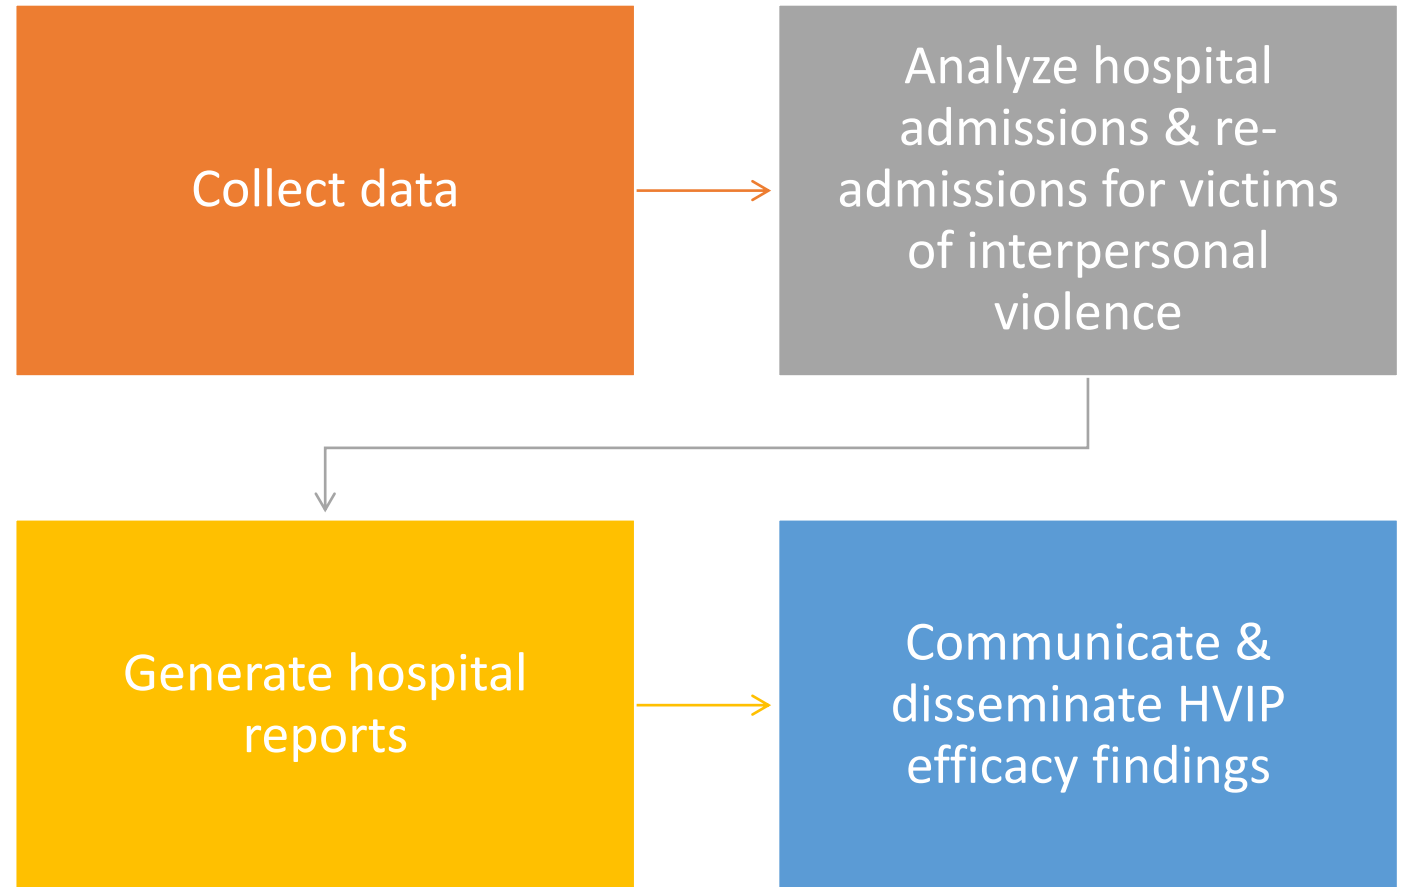 Collect data
Analyze hospital
admissions & re-
admissions for victims
of interpersonal
violence
Generate hospital
reports
Communicate &
disseminate HVIP
efficacy findings